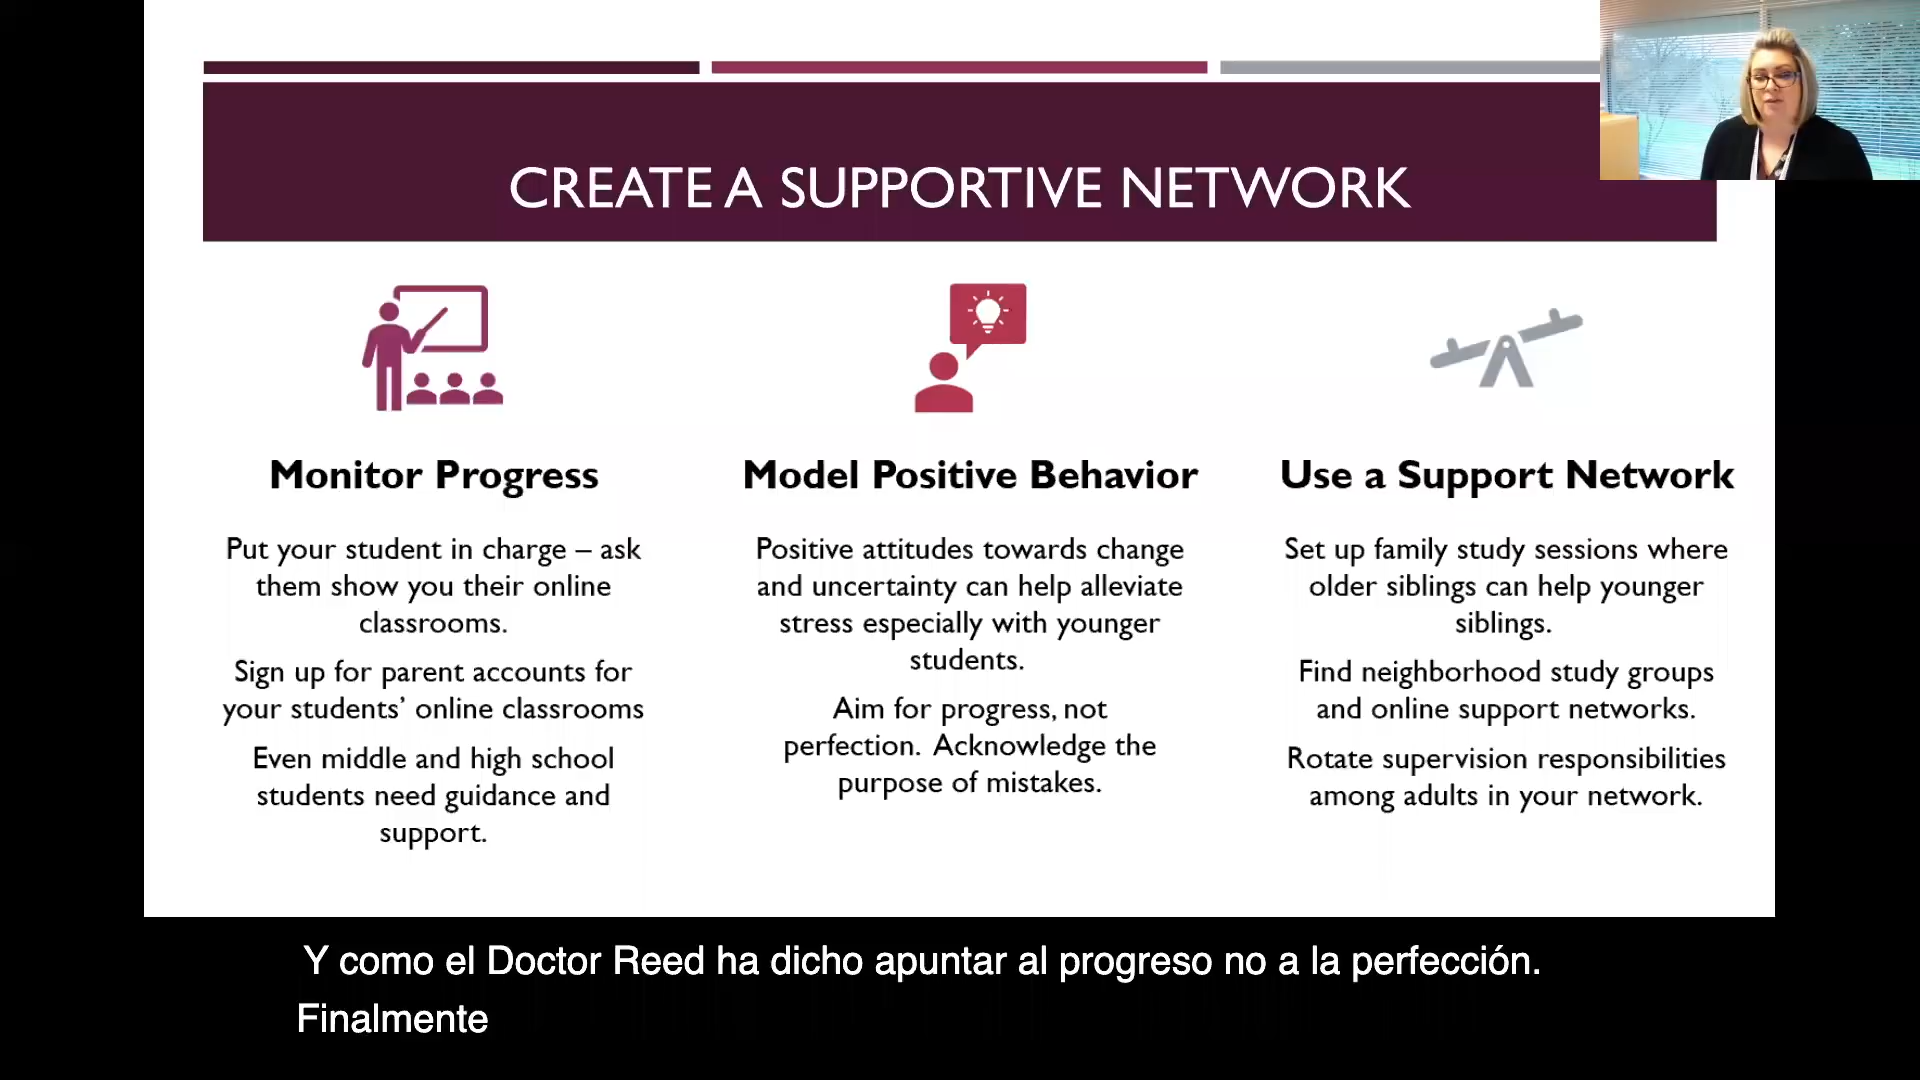 CREATE A SUPPORTIVE NETWORK
Monitor Progress
Put your student in charge – ask
them show you their online
classrooms.
Sign up for parent accounts for
your students’ online classrooms
Even middle and high school
students need guidance and
support.
Model Positive Behavior
Positive attitudes towards change
and uncertainty can help alleviate
stress especially with younger
students.
Aim for progress, not
perfection. Acknowledge the
purpose of mistakes.
Use a Support Network
Set up family study sessions where
older siblings can help younger
siblings.
Find neighborhood study groups
and online support networks.
Rotate supervision responsibilities
among adults in your network.
Y como el Doctor Reed ha dicho apuntar al progreso no a la perfección.
Finalmente